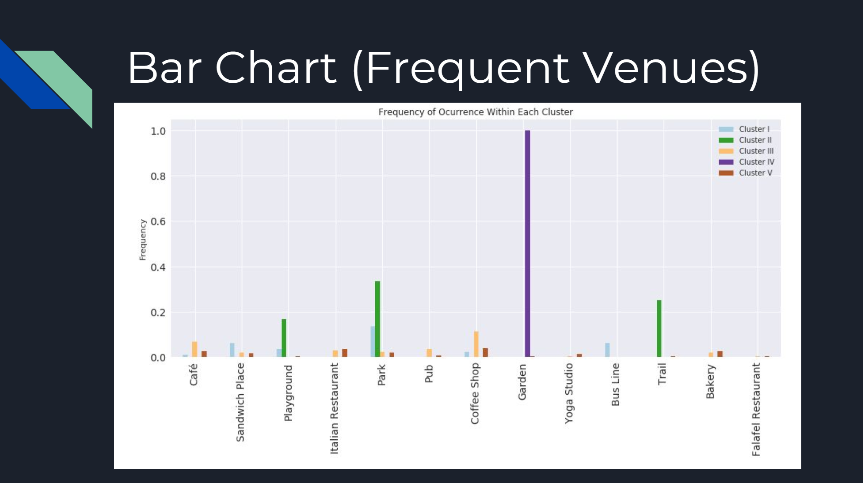 Bar Chart (Frequent Venues)
Frequency of Ocurrence Within Each Cluster
Cluster I
Cluster II
Cluster III
Cluster IV
Cluster V
Frequency
1.0
0.8
0.6
0.4
0.2
0.0
Café
Sandwich Place
Playground
Italian Restaurant
Park
Pub
Coffee Shop
Garden
Yoga Studio
Bus Line
Trail
Bakery
Falafel Restaurant